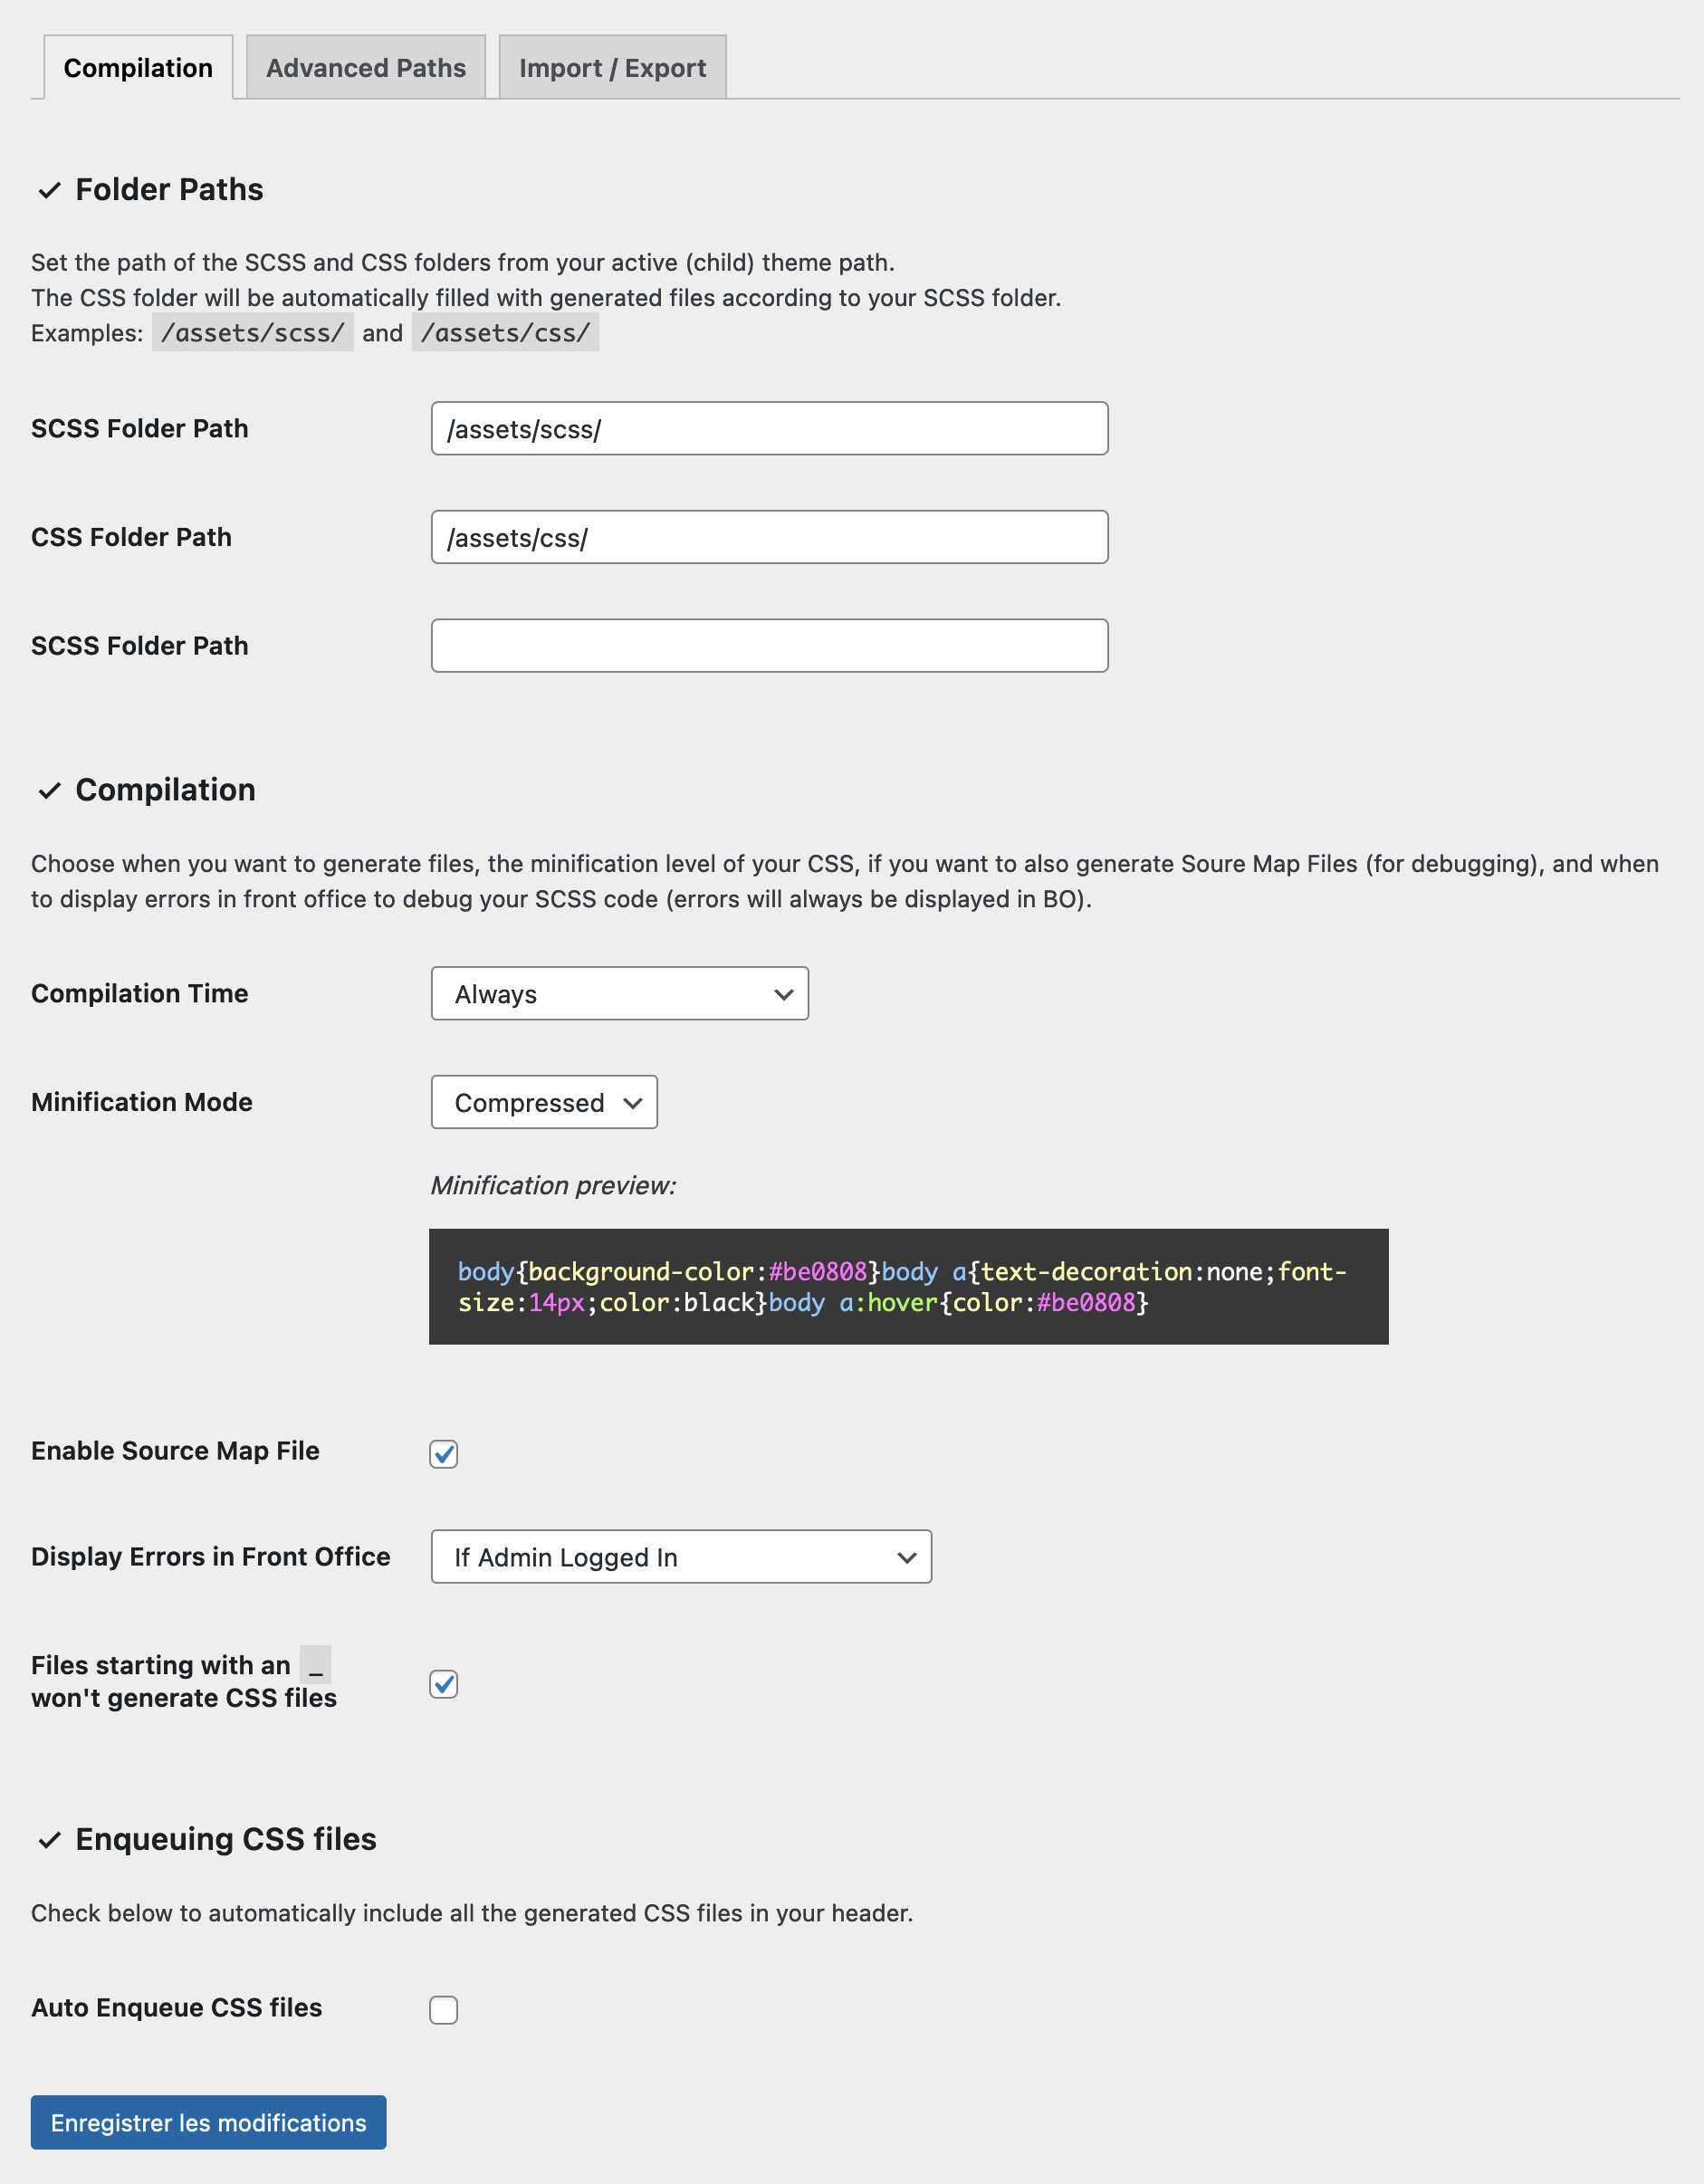 Compilation
Advanced Paths
Import / Export
Folder Paths
Set the path of the SCSS and CSS folders from your active (child) theme path.
The CSS folder will be automatically filled with generated files according to your SCSS folder.
Examples: /assets/scss/ and /assets/css/
SCSS Folder Path
/assets/scss/
CSS Folder Path
/assets/css/
SCSS Folder Path
Compilation
Choose when you want to generate files, the minification level of your CSS, if you want to also generate Soure Map Files (for debugging), and when
to display errors in front office to debug your SCSS code (errors will always be displayed in BO).
Compilation Time
Always
Minification Mode
Compressed
Minification preview:
body{background-color:#be0808}body a{text-decoration:none;font-
size:14px;color:black}body a:hover{color:#be0808}
Enable Source Map File
Display Errors in Front Office
If Admin Logged In
Files starting with an _
won't generate CSS files
Enqueuing CSS files
Check below to automatically include all the generated CSS files in your header.
Auto Enqueue CSS files
Enregistrer les modifications